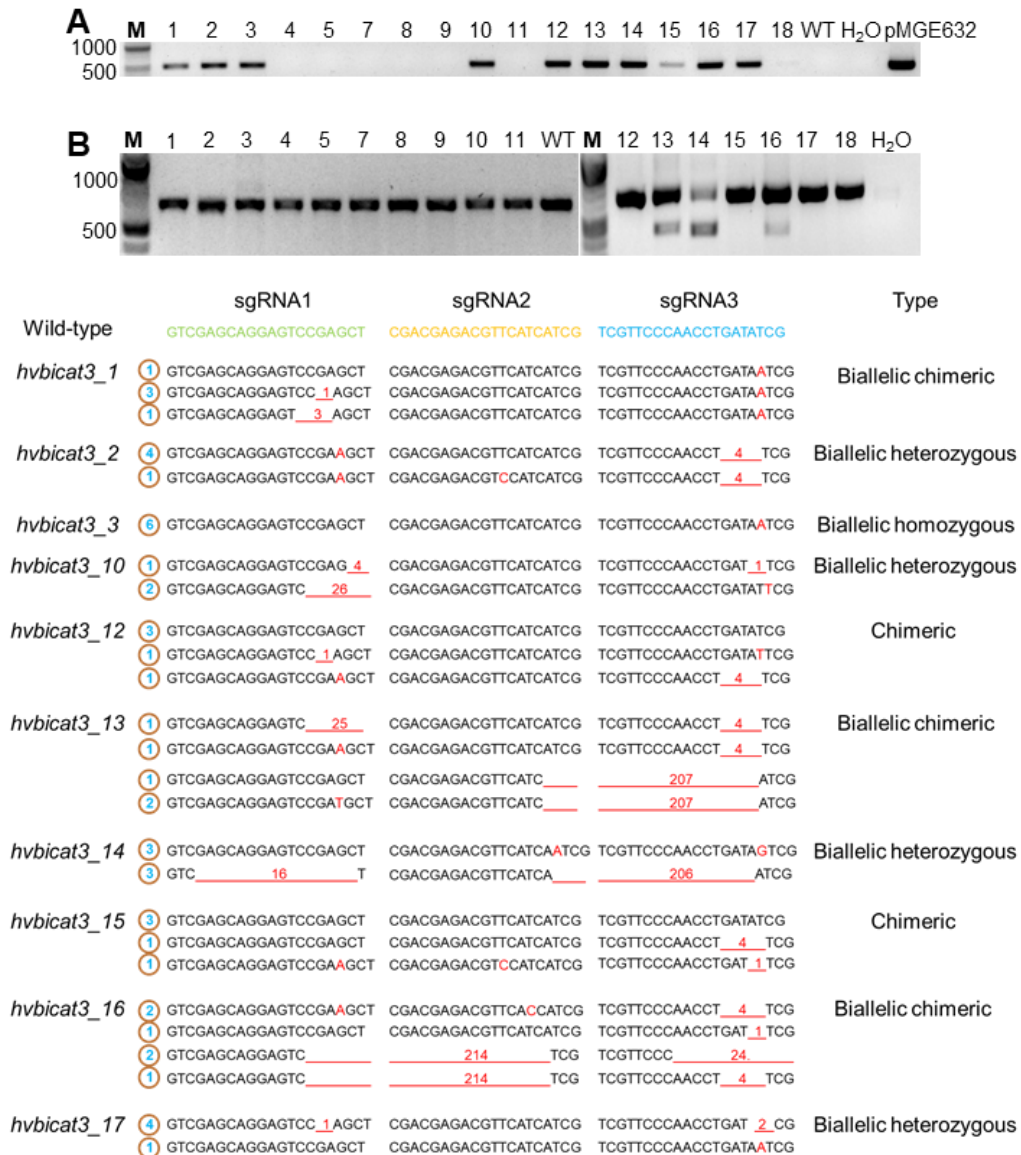 A
M 1 2 3 4 5 7 8 9 10 11 12 13 14 15 16 17 18 WT H₂O pMGE632
1000
500
B
M 1 2 3 4 5 7 8 9 10 11 WT M 12 13 14 15 16 17 18 H₂O
1000
500
sgRNA1 sgRNA2 sgRNA3 Type
Wild-type GTCGAGCAGGAGTCCGAGCT CGACGAGACGTTCATCATCG TCGTTCCCAACCTGATATCG
hvbicat3_1 1 GTCGAGCAGGAGTCCGAGCT CGACGAGACGTTCATCATCG TCGTTCCCAACCTGATAATCG Biallelic chimeric
3 GTCGAGCAGGAGTCC 1 AGCT CGACGAGACGTTCATCATCG TCGTTCCCAACCTGATAATCG
1 GTCGAGCAGGAGT 3 AGCT CGACGAGACGTTCATCATCG TCGTTCCCAACCTGATAATCG
hvbicat3_2 4 GTCGAGCAGGAGTCCGAAGCT CGACGAGACGTTCATCATCG TCGTTCCCAACCT 4 TCG Biallelic heterozygous
1 GTCGAGCAGGAGTCCGAAGCT CGACGAGACGTCCATCATCG TCGTTCCCAACCT 4 TCG
hvbicat3_3 6 GTCGAGCAGGAGTCCGAGCT CGACGAGACGTTCATCATCG TCGTTCCCAACCTGATAATCG Biallelic homozygous
hvbicat3_10 1 GTCGAGCAGGAGTCCGAG 4 CGACGAGACGTTCATCATCG TCGTTCCCAACCTGAT 1 TCG Biallelic heterozygous
2 GTCGAGCAGGAGTC 26 CGACGAGACGTTCATCATCG TCGTTCCCAACCTGATATTCG
hvbicat3_12 3 GTCGAGCAGGAGTCCGAGCT CGACGAGACGTTCATCATCG TCGTTCCCAACCTGATATCG Chimeric
1 GTCGAGCAGGAGTCC 1 AGCT CGACGAGACGTTCATCATCG TCGTTCCCAACCTGATATTCG
1 GTCGAGCAGGAGTCCGAAGCT CGACGAGACGTTCATCATCG TCGTTCCCAACCT 4 TCG
hvbicat3_13 1 GTCGAGCAGGAGTC 25 CGACGAGACGTTCATCATCG TCGTTCCCAACCT 4 TCG Biallelic chimeric
1 GTCGAGCAGGAGTCCGAAGCT CGACGAGACGTTCATCATCG TCGTTCCCAACCT 4 TCG
1 GTCGAGCAGGAGTCCGAGCT CGACGAGACGTTCATC 207 ATCG
2 GTCGAGCAGGAGTCCGATGCT CGACGAGACGTTCATC 207 ATCG
hvbicat3_14 3 GTCGAGCAGGAGTCCGAGCT CGACGAGACGTTCATCAATCG TCGTTCCCAACCTGATAGTCG Biallelic heterozygous
3 GTC 16 T CGACGAGACGTTCATCA 206 ATCG
hvbicat3_15 3 GTCGAGCAGGAGTCCGAGCT CGACGAGACGTTCATCATCG TCGTTCCCAACCTGATATCG Chimeric
1 GTCGAGCAGGAGTCCGAGCT CGACGAGACGTTCATCATCG TCGTTCCCAACCT 4 TCG
1 GTCGAGCAGGAGTCCGAAGCT CGACGAGACGTCCATCATCG TCGTTCCCAACCTGAT 1 TCG
hvbicat3_16 2 GTCGAGCAGGAGTCCGAAGCT CGACGAGACGTTCACCATCG TCGTTCCCAACCT 4 TCG Biallelic chimeric
1 GTCGAGCAGGAGTCCGAGCT CGACGAGACGTTCATCATCG TCGTTCCCAACCTGAT 1 TCG
2 GTCGAGCAGGAGTC 214 TCG TCGTTCCC 24.
1 GTCGAGCAGGAGTC 214 TCG TCGTTCCCAACCT 4 TCG
hvbicat3_17 4 GTCGAGCAGGAGTCC 1 AGCT CGACGAGACGTTCATCATCG TCGTTCCCAACCTGAT 2 CG Biallelic heterozygous
1 GTCGAGCAGGAGTCCGAGCT CGACGAGACGTTCATCATCG TCGTTCCCAACCTGATAATCG